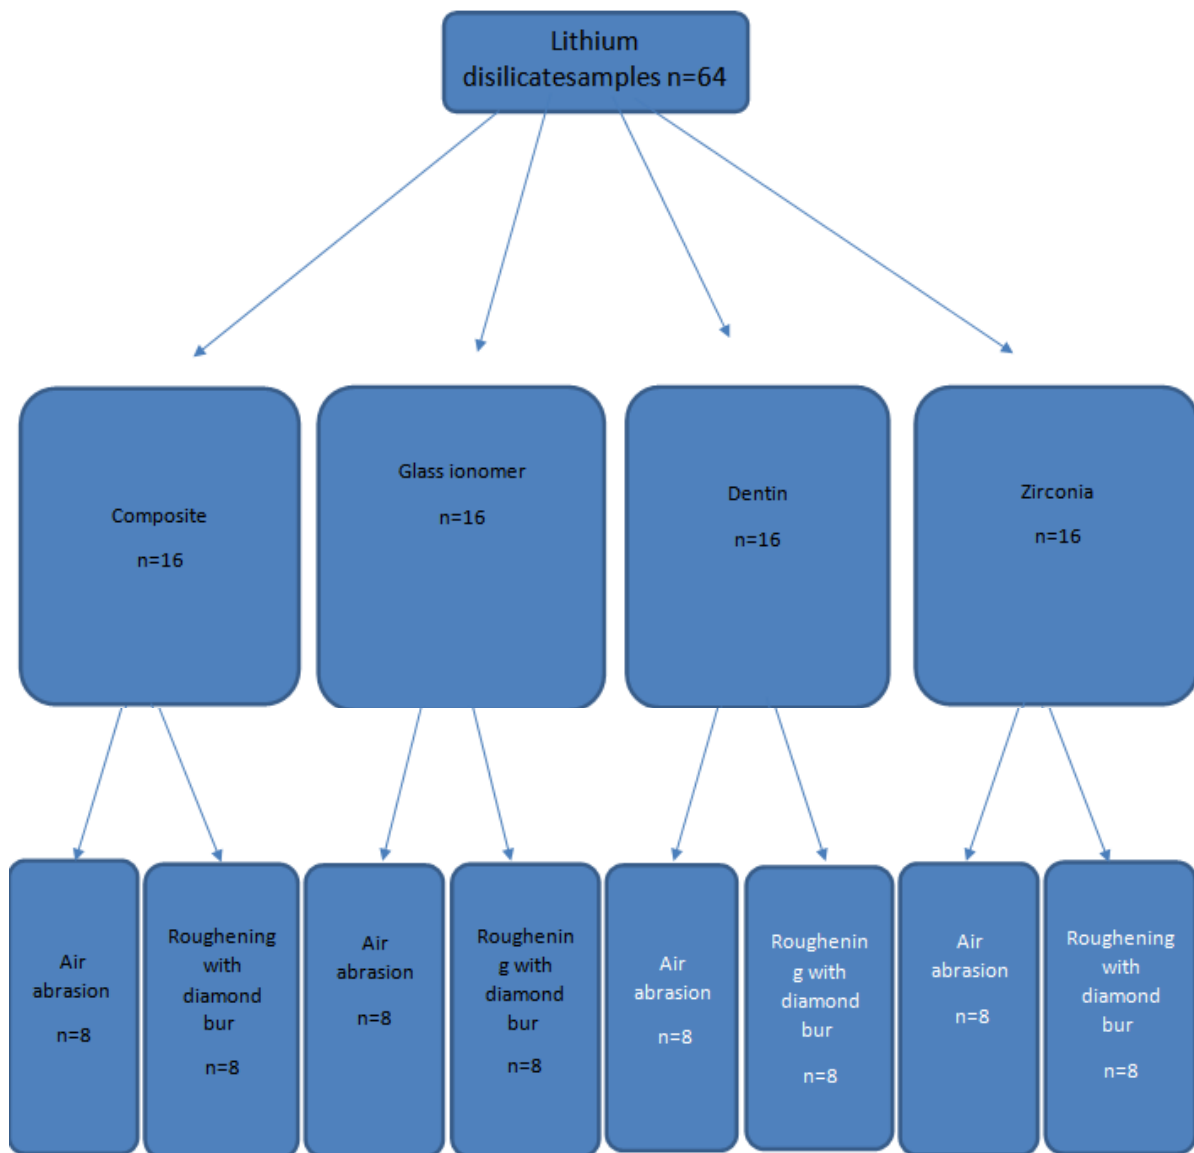 Lithium
disilicatesamples n=64
Composite
n=16
Glass ionomer
n=16
Dentin
n=16
Zirconia
n=16
Air
abrasion
n=8
Roughening
with
diamond
bur
n=8
Air
abrasion
n=8
Roughenin
g with
diamond
bur
n=8
Air
abrasion
n=8
Roughenin
g with
diamond
bur
n=8
Air
abrasion
n=8
Roughening
with
diamond
bur
n=8